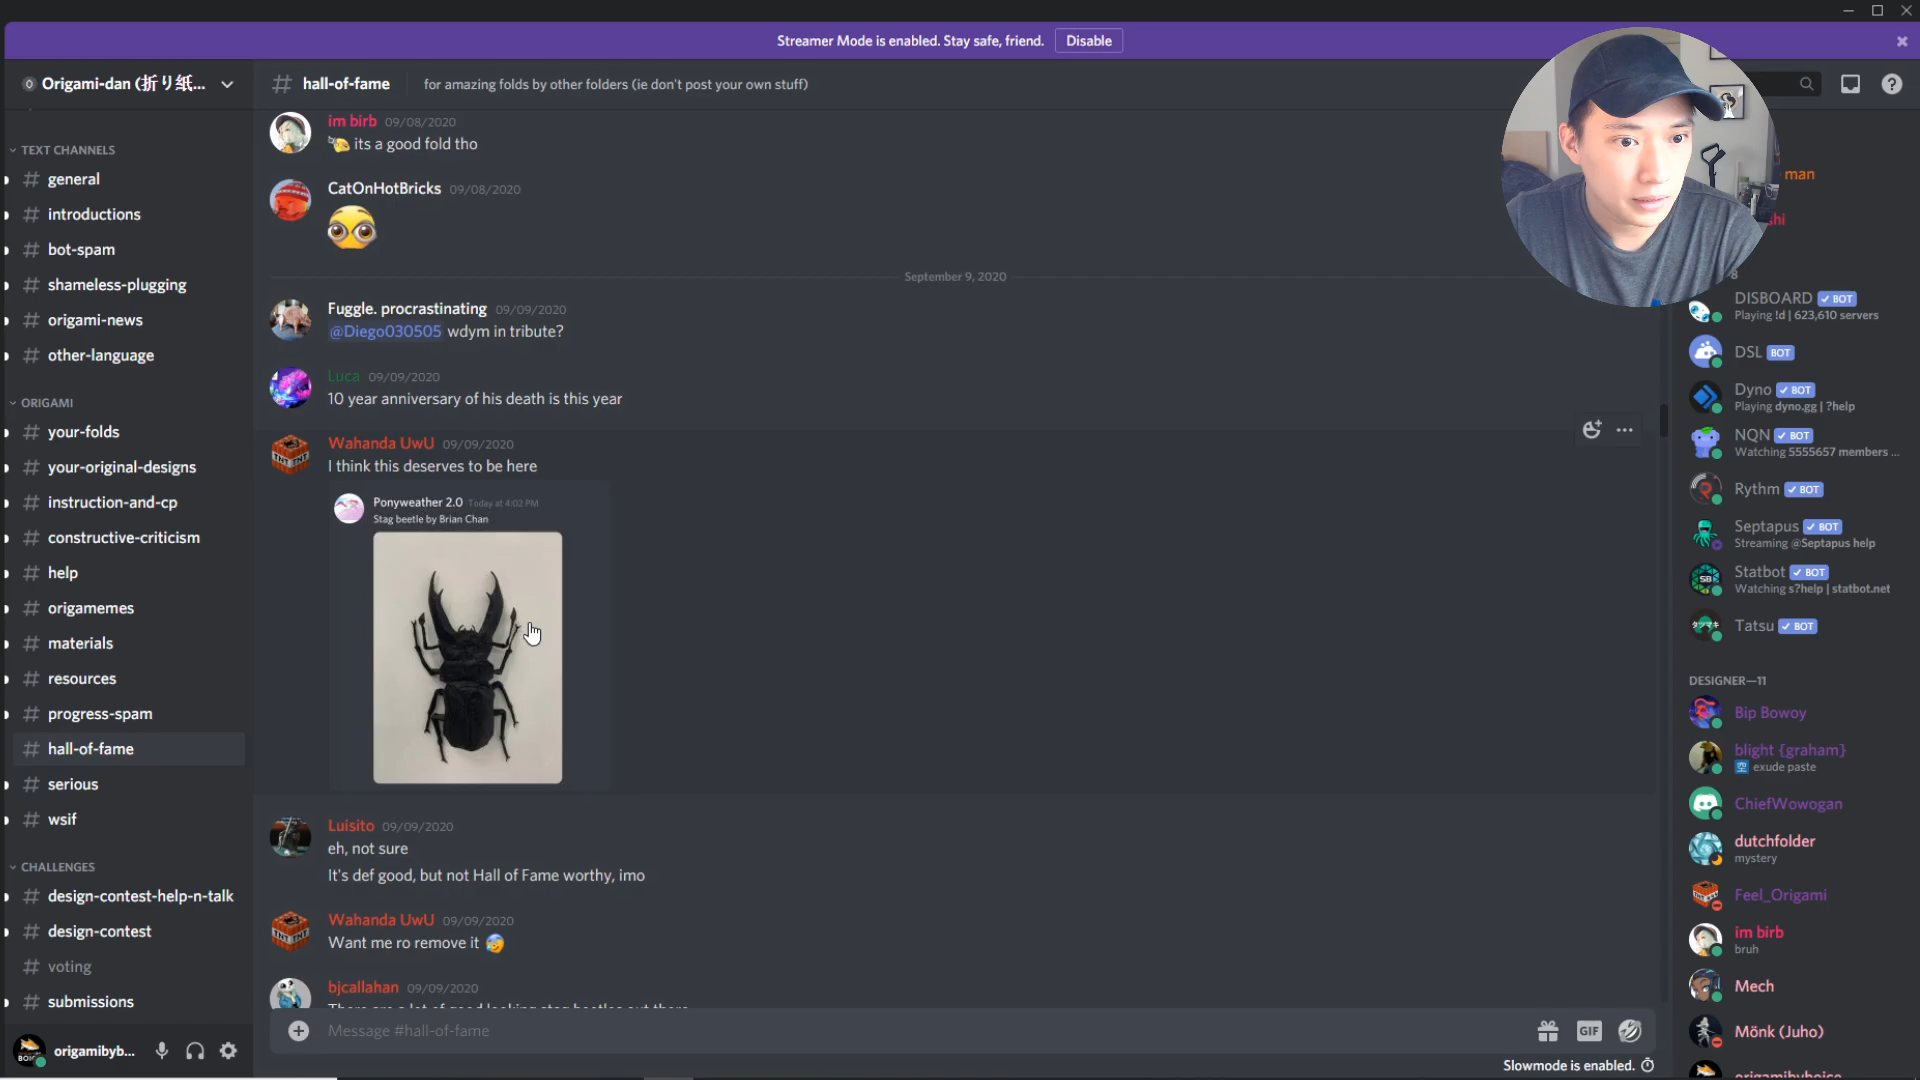 Streamer Mode is enabled. Stay safe, friend.
Disable
Origami-dan (折り紙...
hall-of-fame
for amazing folds by other folders (ie don't post your own stuff)
TEXT CHANNELS
general
introductions
bot-spam
shameless-plugging
origami-news
other-language
ORIGAMI
your-folds
your-original-designs
instruction-and-cp
constructive-criticism
help
origamemes
materials
resources
progress-spam
hall-of-fame
serious
wsif
CHALLENGES
design-contest-help-n-talk
design-contest
voting
submissions
origamibyb...
im birb 09/08/2020
its a good fold tho
CatOnHotBricks 09/08/2020
September 9, 2020
Fuggle. procrastinating 09/09/2020
@Diego030505 wdym in tribute?
Luca 09/09/2020
10 year anniversary of his death is this year
Wahanda UwU 09/09/2020
I think this deserves to be here
Ponyweather 2.0 Today at 4:02 PM
Stag beetle by Brian Chan
Luisito 09/09/2020
eh, not sure
It's def good, but not Hall of Fame worthy, imo
Wahanda UwU 09/09/2020
Want me ro remove it
bjcallahan 09/09/2020
There are a lot of good looking stag beetles out there
Message #hall-of-fame
GIF
Slowmode is enabled.
man
DISBOARD BOT
Playing !d | 623,610 servers
DSL BOT
Dyno BOT
Playing dyno.gg | ?help
NQN BOT
Watching 5555657 members ...
Rythm BOT
Septapus BOT
Streaming @Septapus help
Statbot BOT
Watching s?help | statbot.net
Tatsu BOT
DESIGNER—11
Bip Bowoy
blight {graham}
exude paste
ChiefWowogan
dutchfolder
mystery
Feel_Origami
im birb
bruh
Mech
Mönk (Juho)
origamibyboice